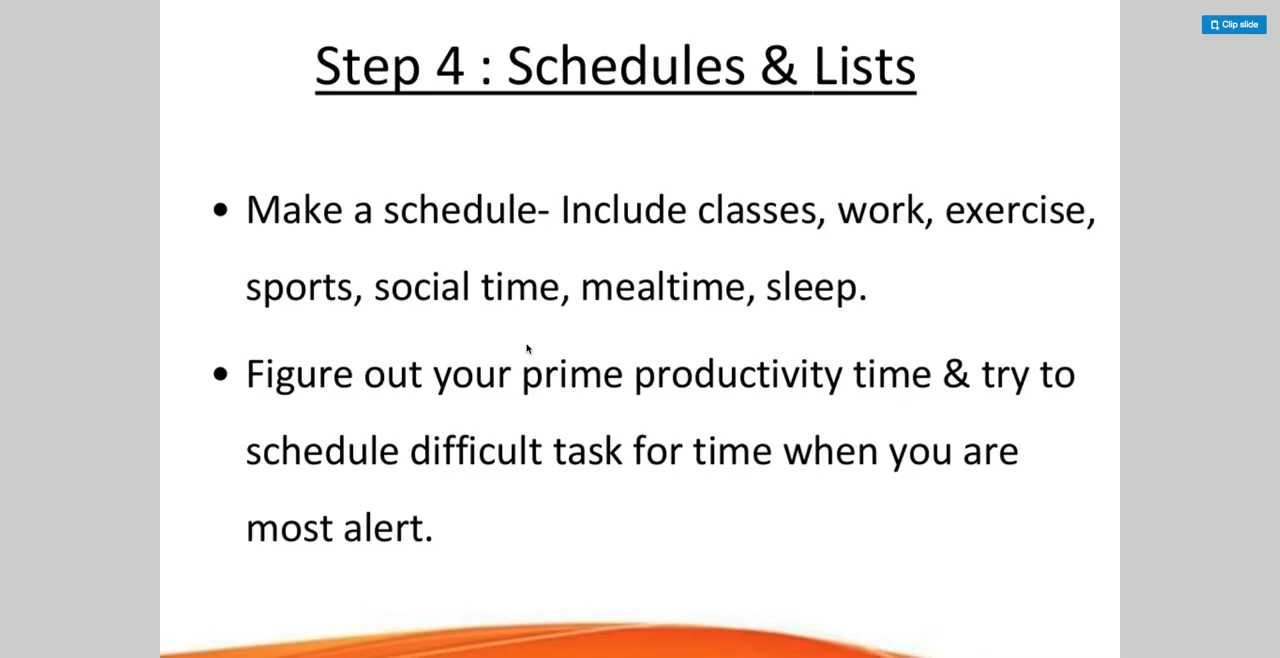 Clip slide
Step 4 : Schedules & Lists
• Make a schedule- Include classes, work, exercise,
sports, social time, mealtime, sleep.
• Figure out your prime productivity time & try to
schedule difficult task for time when you are
most alert.